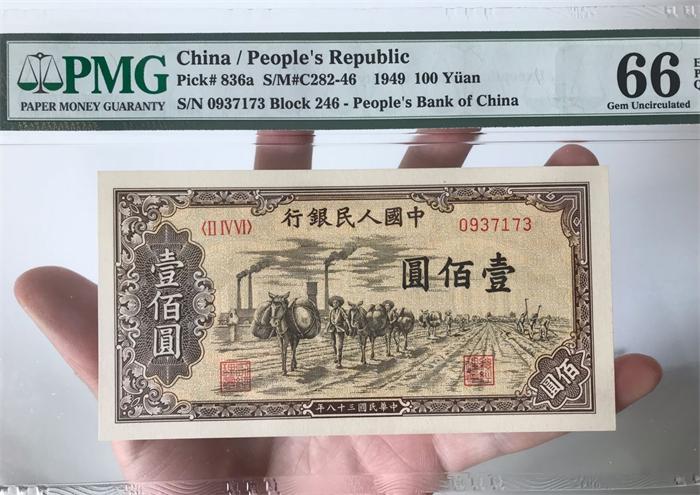 PMG
PAPER MONEY GUARANTY
China / People's Republic
Pick# 836a S/M#C282-46 1949 100 Yüan
S/N 0937173 Block 246 - People's Bank of China
66
Gem Uncirculated
E
P
Q
行銀民人國中
〈II IV VI〉
0937173
圓佰壹
壹佰圓
佰圓
年八十三國民華中